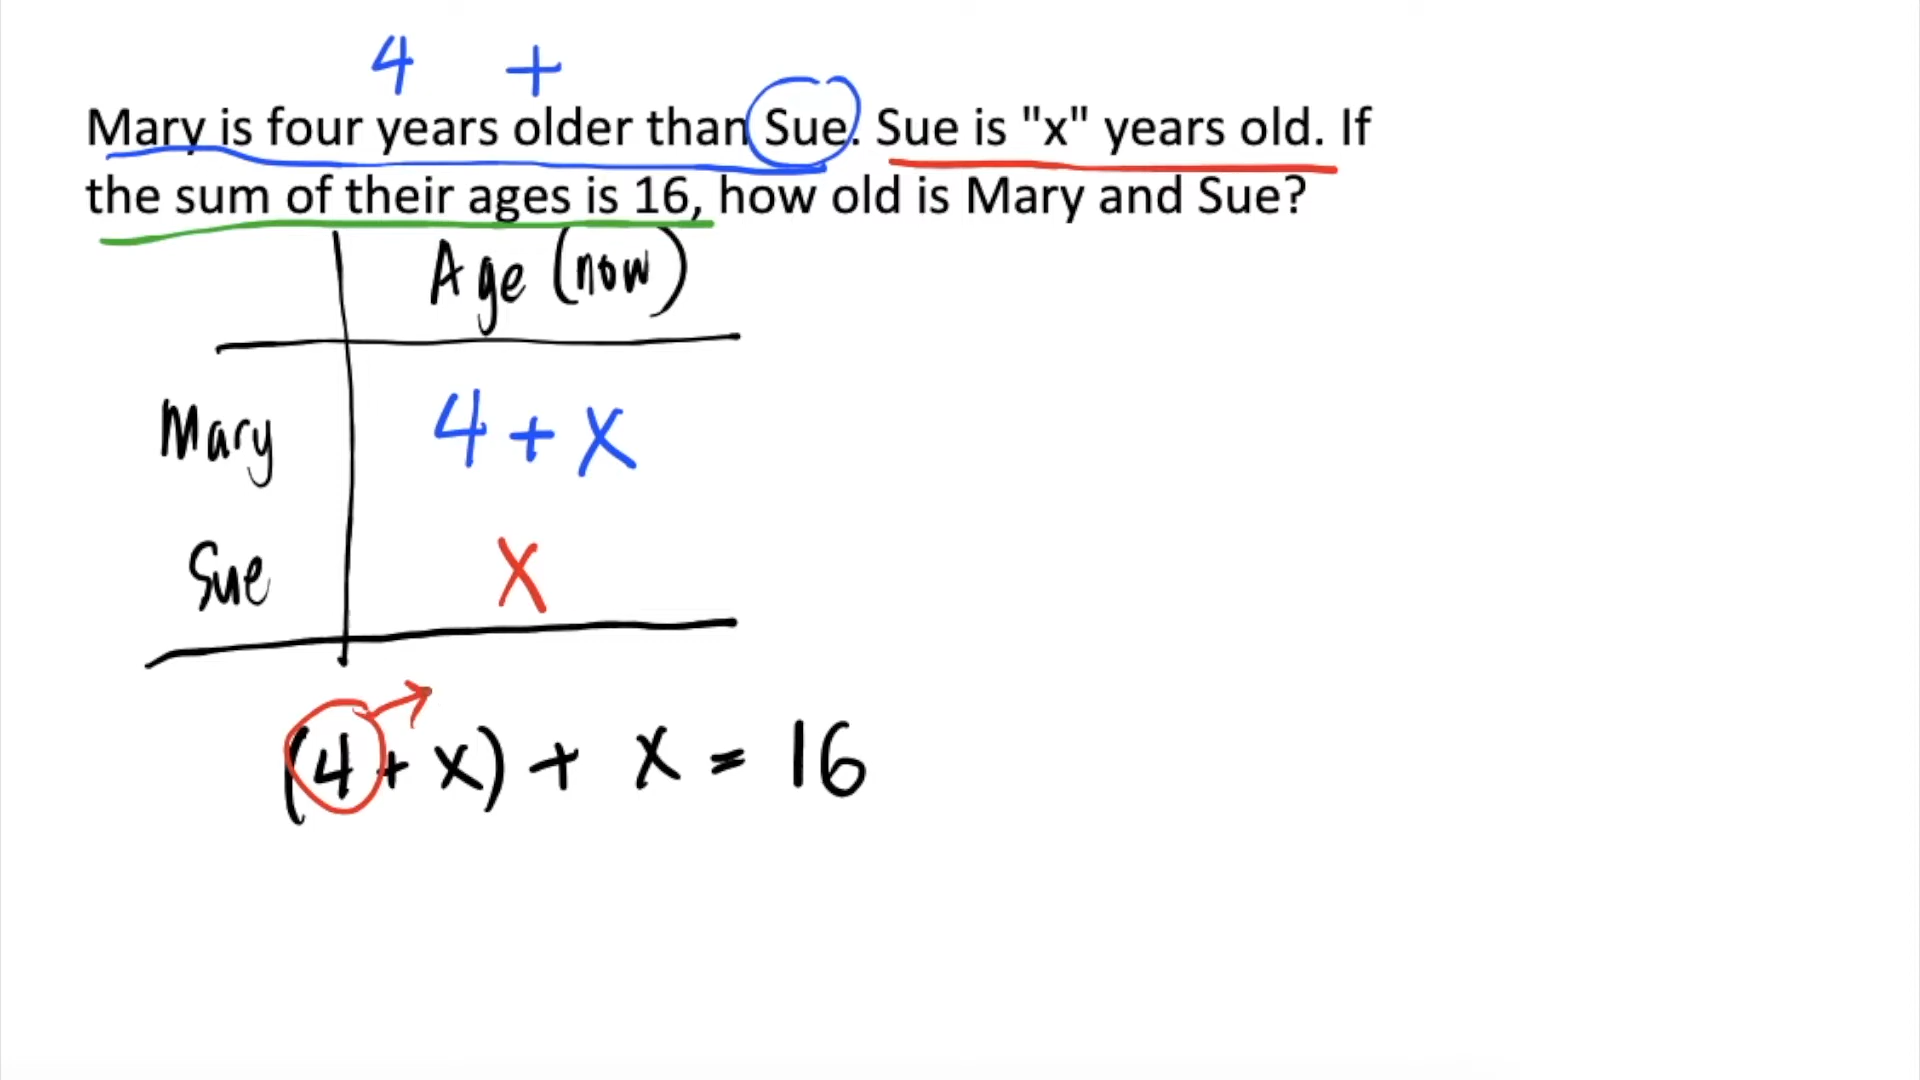 4 +
Mary is four years older than Sue. Sue is "x" years old. If
the sum of their ages is 16, how old is Mary and Sue?
Age (now)
Mary 4 + x
Sue x
(4 + x) + x = 16